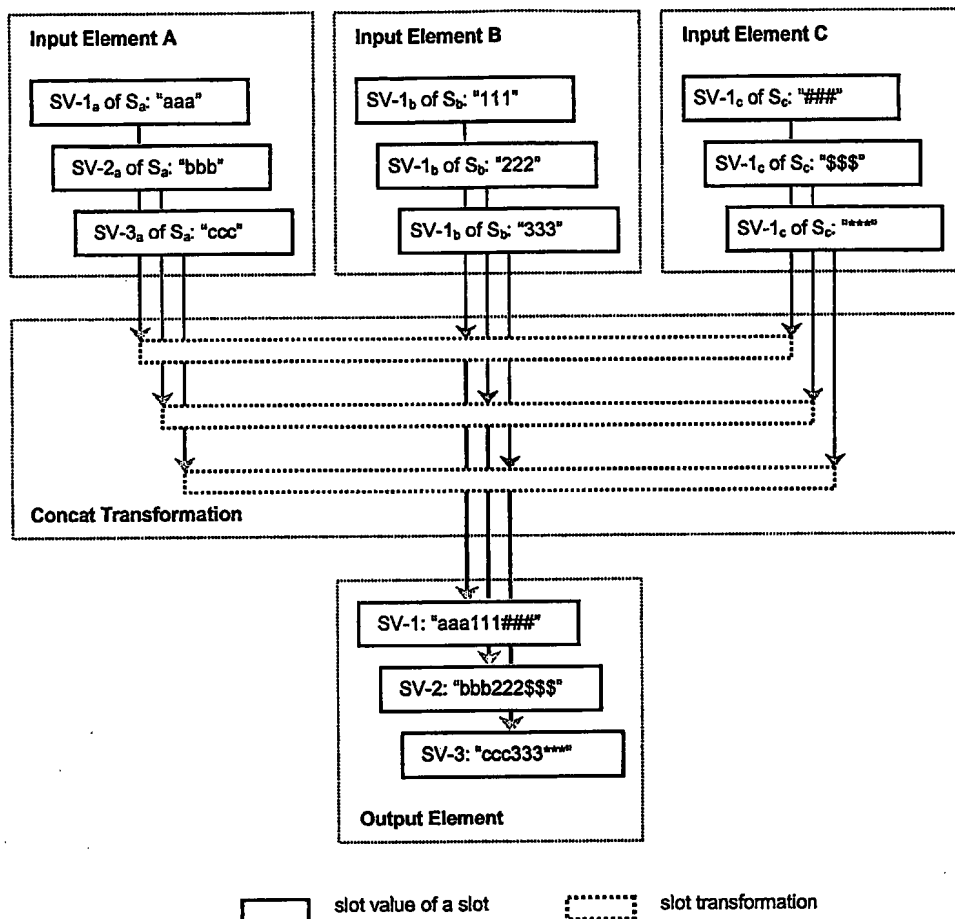 Input Element A
SV-1a of Sa: "aaa"
SV-2a of Sa: "bbb"
SV-3a of Sa: "ccc"
Input Element B
SV-1b of Sb: "111"
SV-1b of Sb: "222"
SV-1b of Sb: "333"
Input Element C
SV-1c of Sc: "###"
SV-1c of Sc: "$$$"
SV-1c of Sc: "***"
Concat Transformation
SV-1: "aaa111###"
SV-2: "bbb222$$$"
SV-3: "ccc333***"
Output Element
slot value of a slot
slot transformation